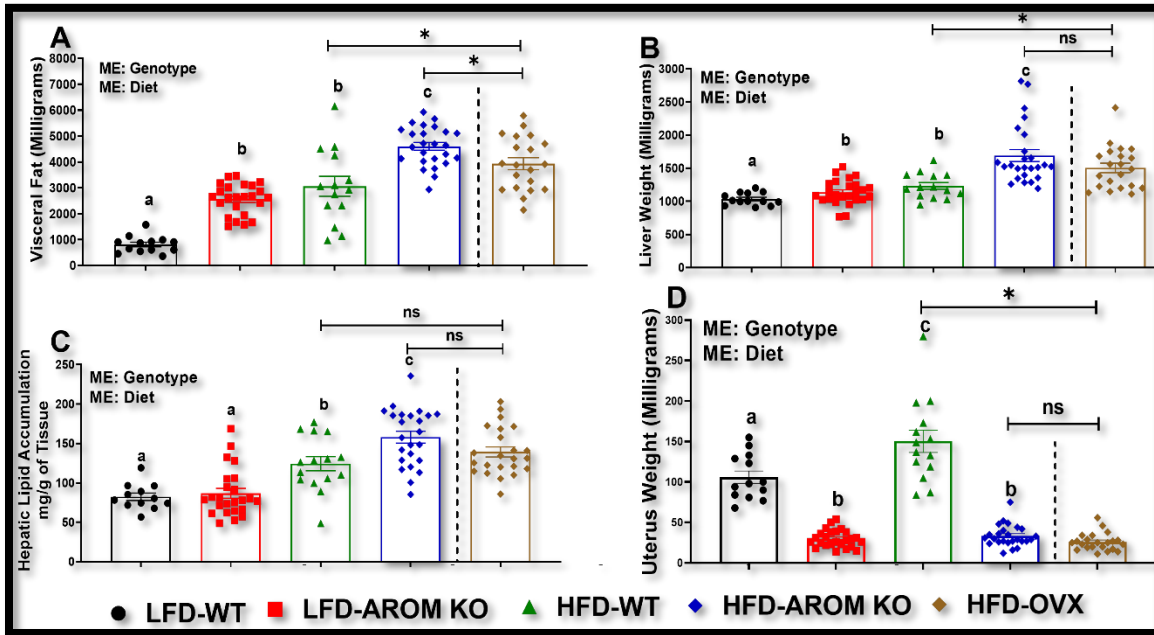 A
*
*
Visceral Fat (Milligrams)
ME: Genotype
ME: Diet
8000
7000
6000
5000
4000
3000
2000
1000
0
a
b
b
c
B
*
ns
Liver Weight (Milligrams)
ME: Genotype
ME: Diet
3000
2500
2000
1500
1000
500
0
a
b
b
c
C
ns
ns
Hepatic Lipid Accumulation
mg/g of Tissue
ME: Genotype
ME: Diet
250
200
150
100
50
0
a
a
b
c
D
*
ns
Uterus Weight (Milligrams)
ME: Genotype
ME: Diet
300
250
200
150
100
50
0
a
b
c
b
LFD-WT LFD-AROM KO HFD-WT HFD-AROM KO HFD-OVX